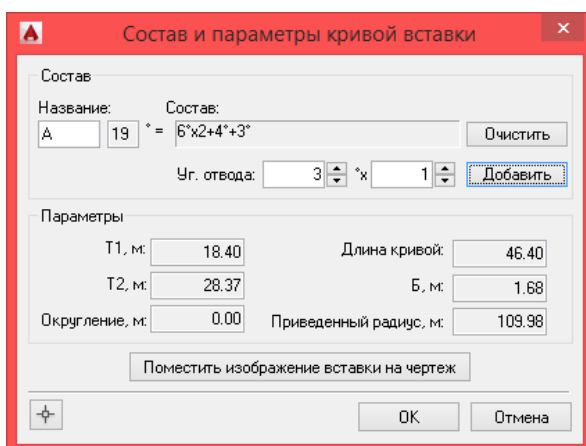 Состав и параметры кривой вставки
Состав
Название: Состав:
А 19 ° = 6°x2+4°+3° Очистить
Уг. отвода: 3 °x 1 Добавить
Параметры
T1, м: 18.40 Длина кривой: 46.40
T2, м: 28.37 Б, м: 1.68
Округление, м: 0.00 Приведенный радиус, м: 109.98
Поместить изображение вставки на чертеж
OK Отмена